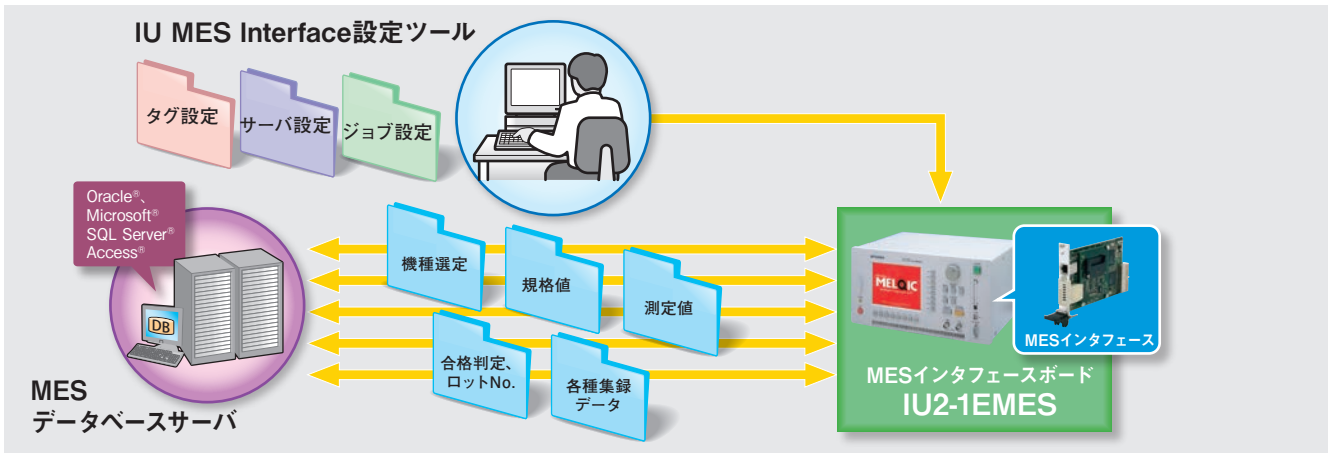 IU MES Interface設定ツール
タグ設定
サーバ設定
ジョブ設定
Oracle®、
Microsoft®
SQL Server®
Access®
DB
MES
データベースサーバ
機種選定
規格値
測定値
合格判定、
ロットNo.
各種集録
データ
MELQIC
MESインタフェース
MESインタフェースボード
IU2-1EMES